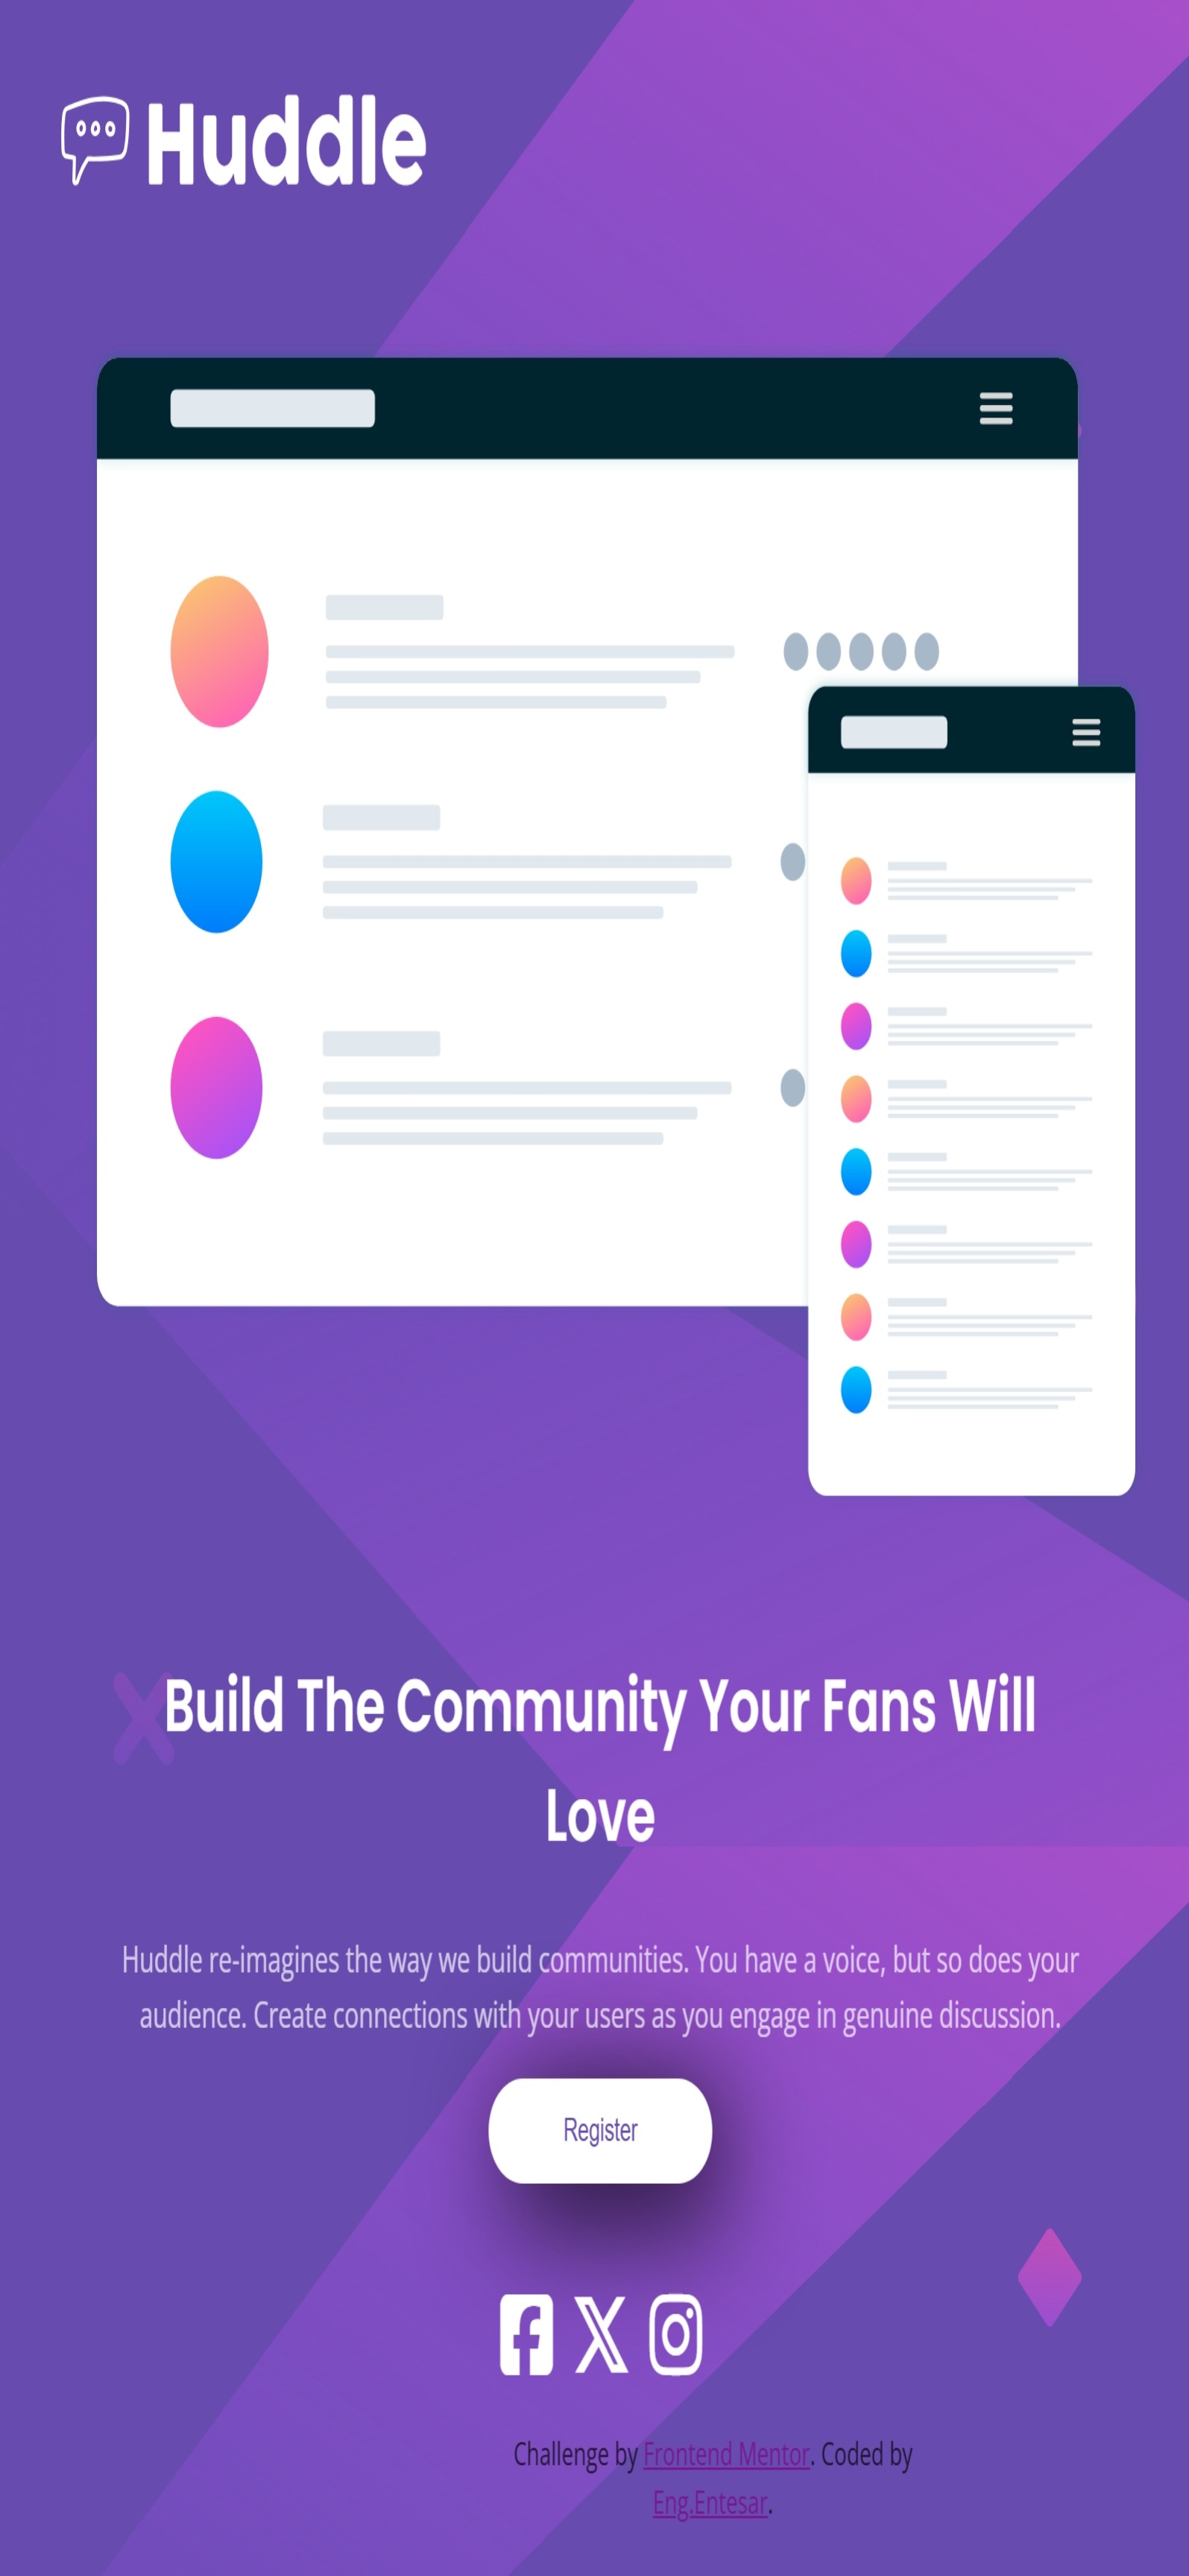 Huddle
Build The Community Your Fans Will
Love
Huddle re-imagines the way we build communities. You have a voice, but so does your
audience. Create connections with your users as you engage in genuine discussion.
Register
Challenge by Frontend Mentor. Coded by
Eng.Entesar.